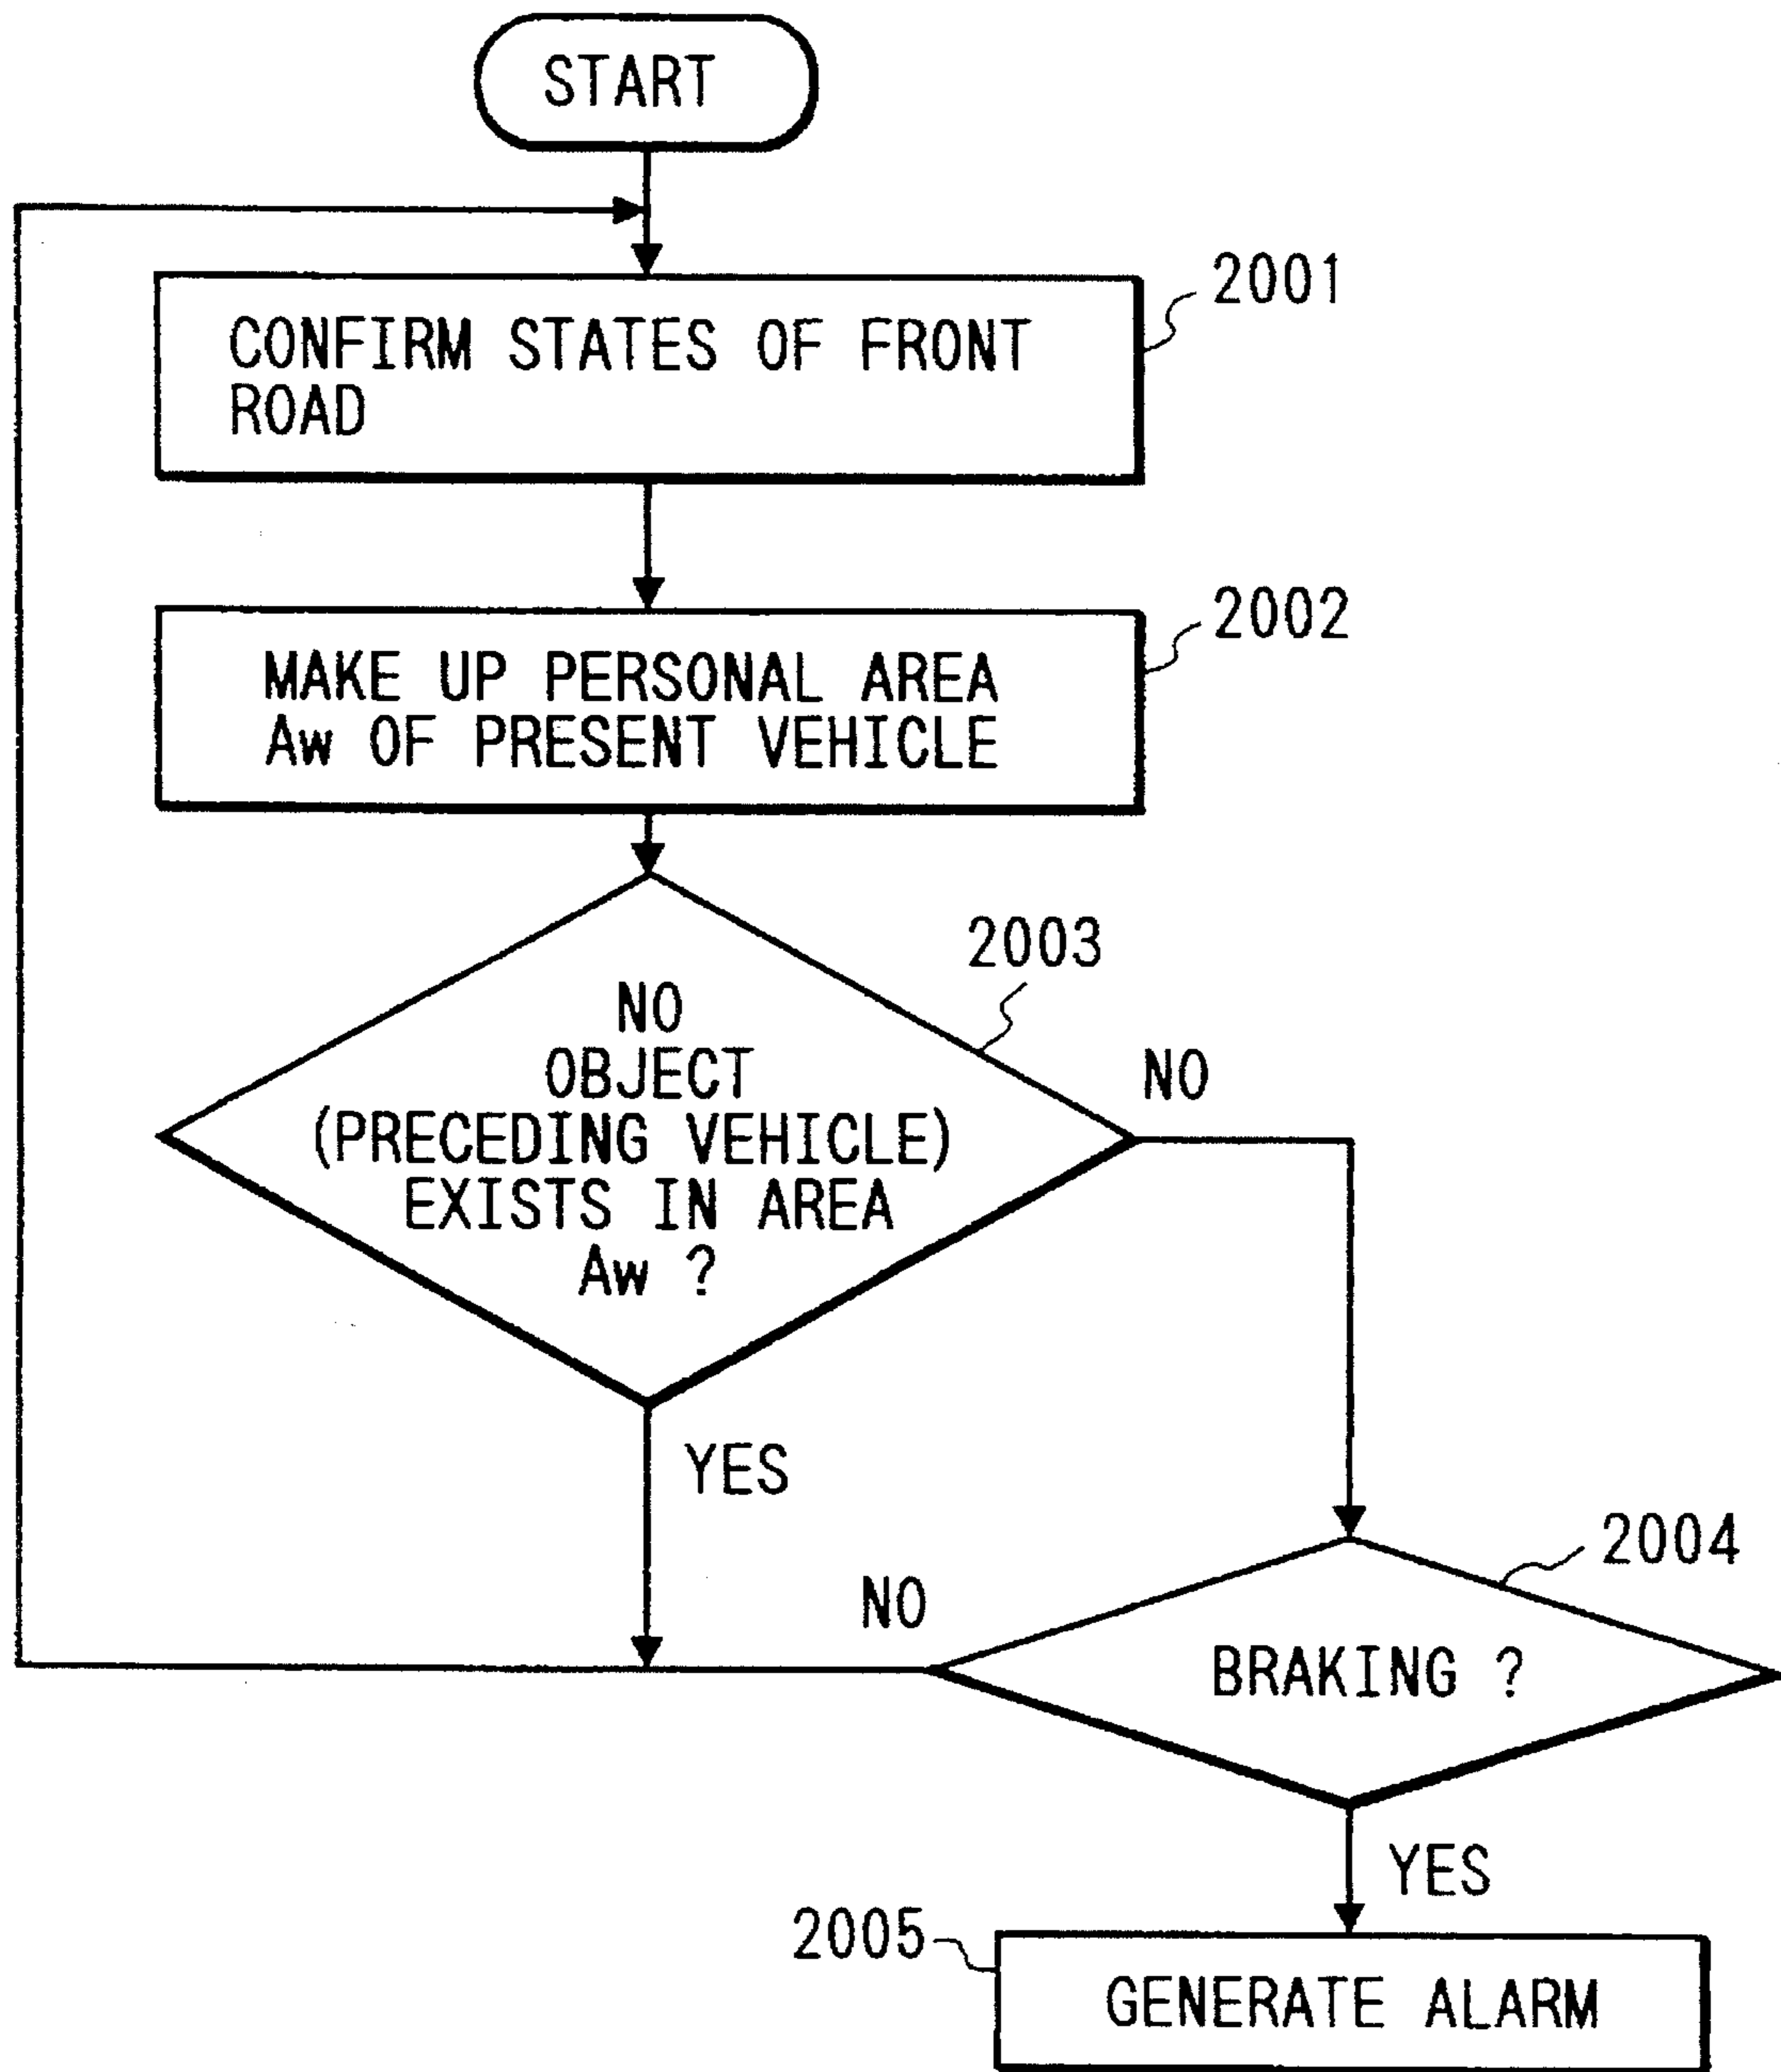 START
2001
CONFIRM STATES OF FRONT
ROAD
2002
MAKE UP PERSONAL AREA
Aw OF PRESENT VEHICLE
2003
NO
OBJECT
(PRECEDING VEHICLE)
EXISTS IN AREA
Aw ?
NO
YES
2004
NO
BRAKING ?
YES
2005
GENERATE ALARM